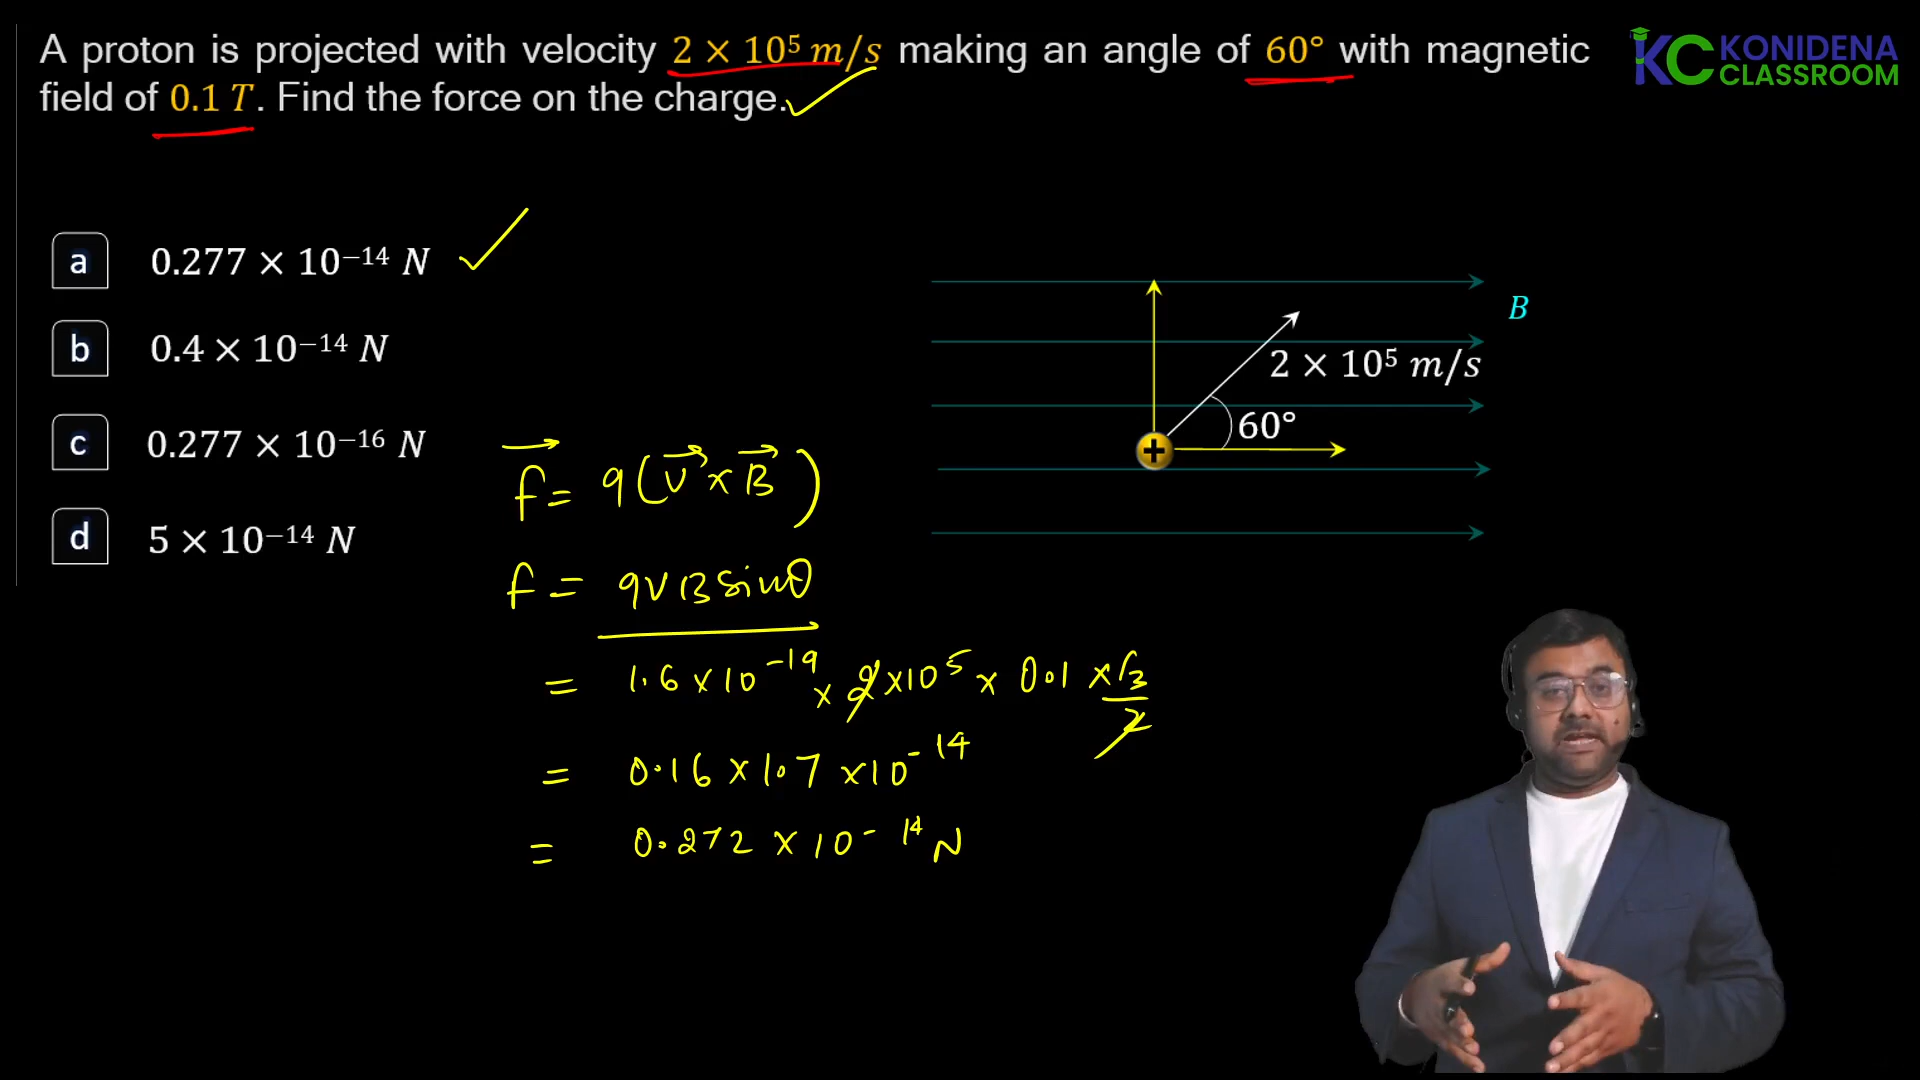 A proton is projected with velocity 2 × 10⁵ m/s making an angle of 60° with magnetic
field of 0.1 T. Find the force on the charge.
KC KONIDENA
CLASSROOM
a 0.277 × 10⁻¹⁴ N
b 0.4 × 10⁻¹⁴ N
c 0.277 × 10⁻¹⁶ N
d 5 × 10⁻¹⁴ N
B
2 × 10⁵ m/s
60°
+
f⃗ = q(v⃗ × B⃗)
f = qvBsinθ
= 1.6 × 10⁻¹⁹ × 2 × 10⁵ × 0.1 × √3/2
= 0.16 × 1.7 × 10⁻¹⁴
= 0.272 × 10⁻¹⁴ N